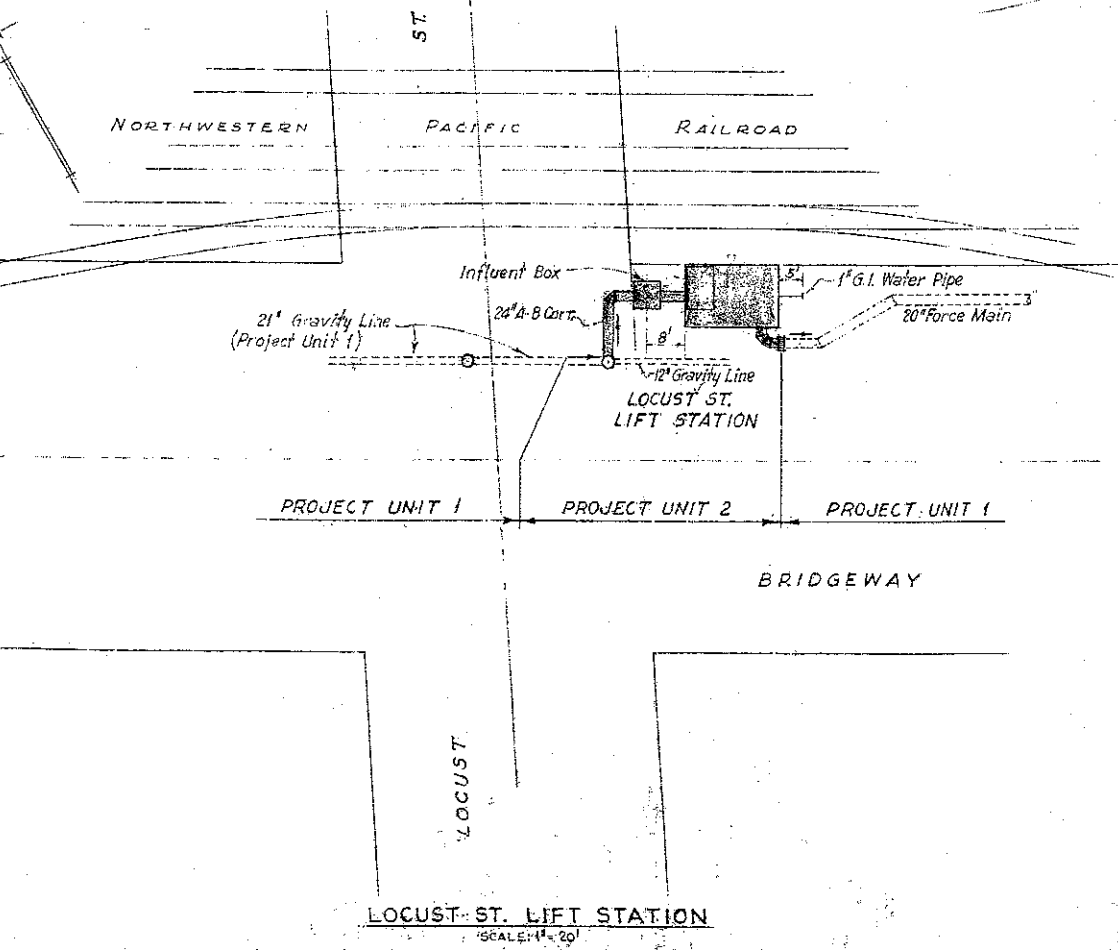 ST.
NORTHWESTERN PACIFIC RAILROAD
Influent Box
5'
1" G.I. Water Pipe
24" A-B Corr.
20" Force Main
21" Gravity Line
(Project Unit 1)
8'
12" Gravity Line
LOCUST ST.
LIFT STATION
PROJECT UNIT 1
PROJECT UNIT 2
PROJECT UNIT 1
BRIDGEWAY
LOCUST
LOCUST ST. LIFT STATION
SCALE: 1" = 20'